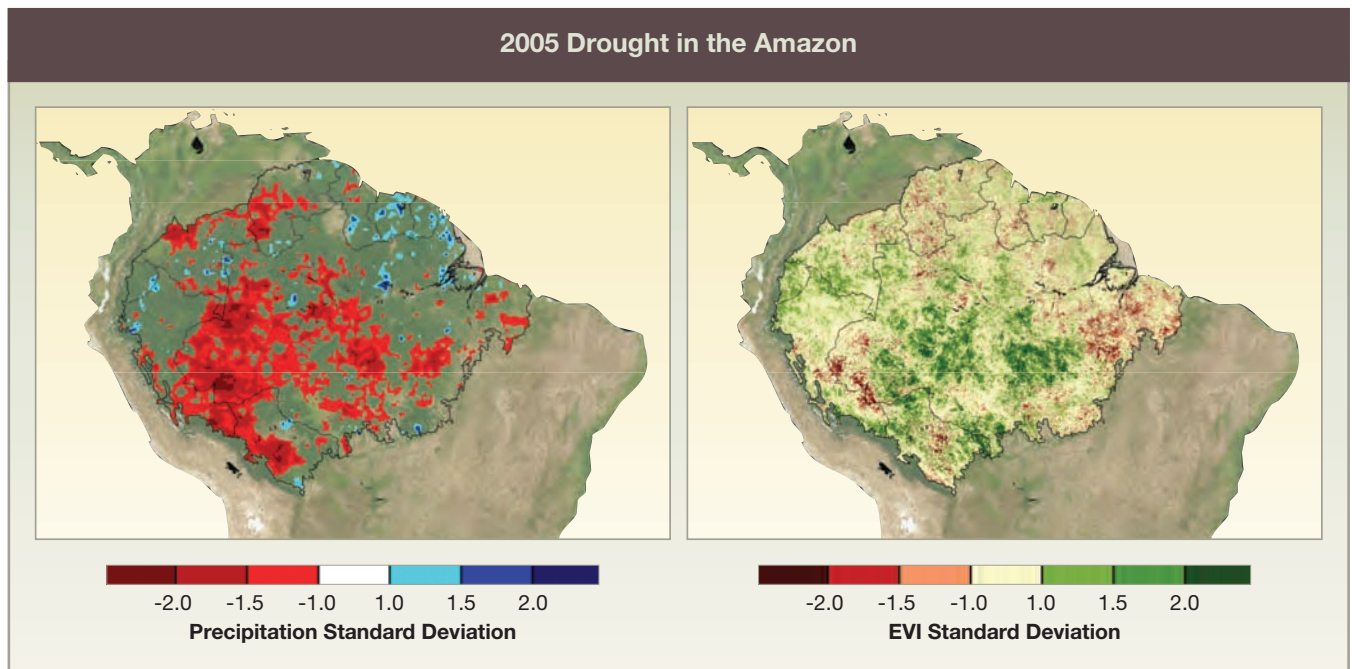 2005 Drought in the Amazon
-2.0 -1.5 -1.0 1.0 1.5 2.0
Precipitation Standard Deviation
-2.0 -1.5 -1.0 1.0 1.5 2.0
EVI Standard Deviation